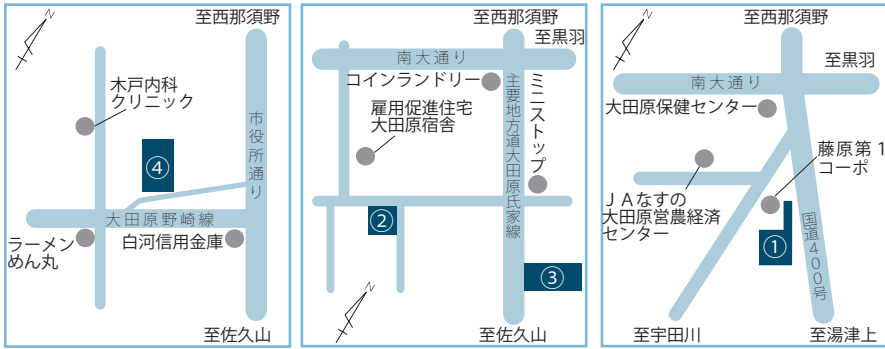 N
至西那須野
木戸内科
クリニック
市役所通り
④
大田原野崎線
ラーメン
めん丸
白河信用金庫
至佐久山
N
至西那須野
至黒羽
南大通り
コインランドリー
主要地方道大田原氏家線
ミニストップ
雇用促進住宅
大田原宿舎
②
③
至佐久山
N
至西那須野
至黒羽
南大通り
大田原保健センター
藤原第1
コーポ
JAなすの
大田原営農経済
センター
①
国道400号
至宇田川
至湯津上